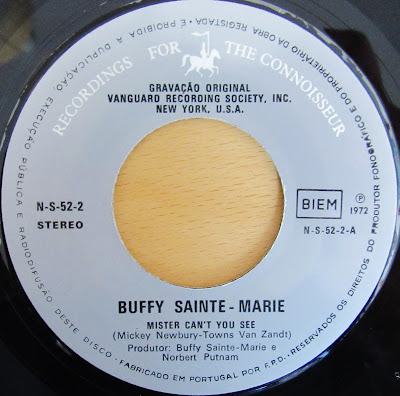 RECORDINGS FOR THE CONNOISSEUR
GRAVAÇÃO ORIGINAL
VANGUARD RECORDING SOCIETY, INC.
NEW YORK, U.S.A.
N-S-52-2
STEREO
BIEM
Ⓟ
1972
N-S-52-2-A
BUFFY SAINTE-MARIE
MISTER CAN'T YOU SEE
(Mickey Newbury-Towns Van Zandt)
Produtor: Buffy Sainte-Marie e
Norbert Putnam
RESERVADOS OS DIREITOS DO PRODUTOR FONOGRÁFICO E DO PROPRIETÁRIO DA OBRA REGISTADA • É PROIBIDA A DUPLICAÇÃO, EXECUÇÃO PÚBLICA E RADIODIFUSÃO DESTE DISCO - FABRICADO EM PORTUGAL POR F.P.D. -